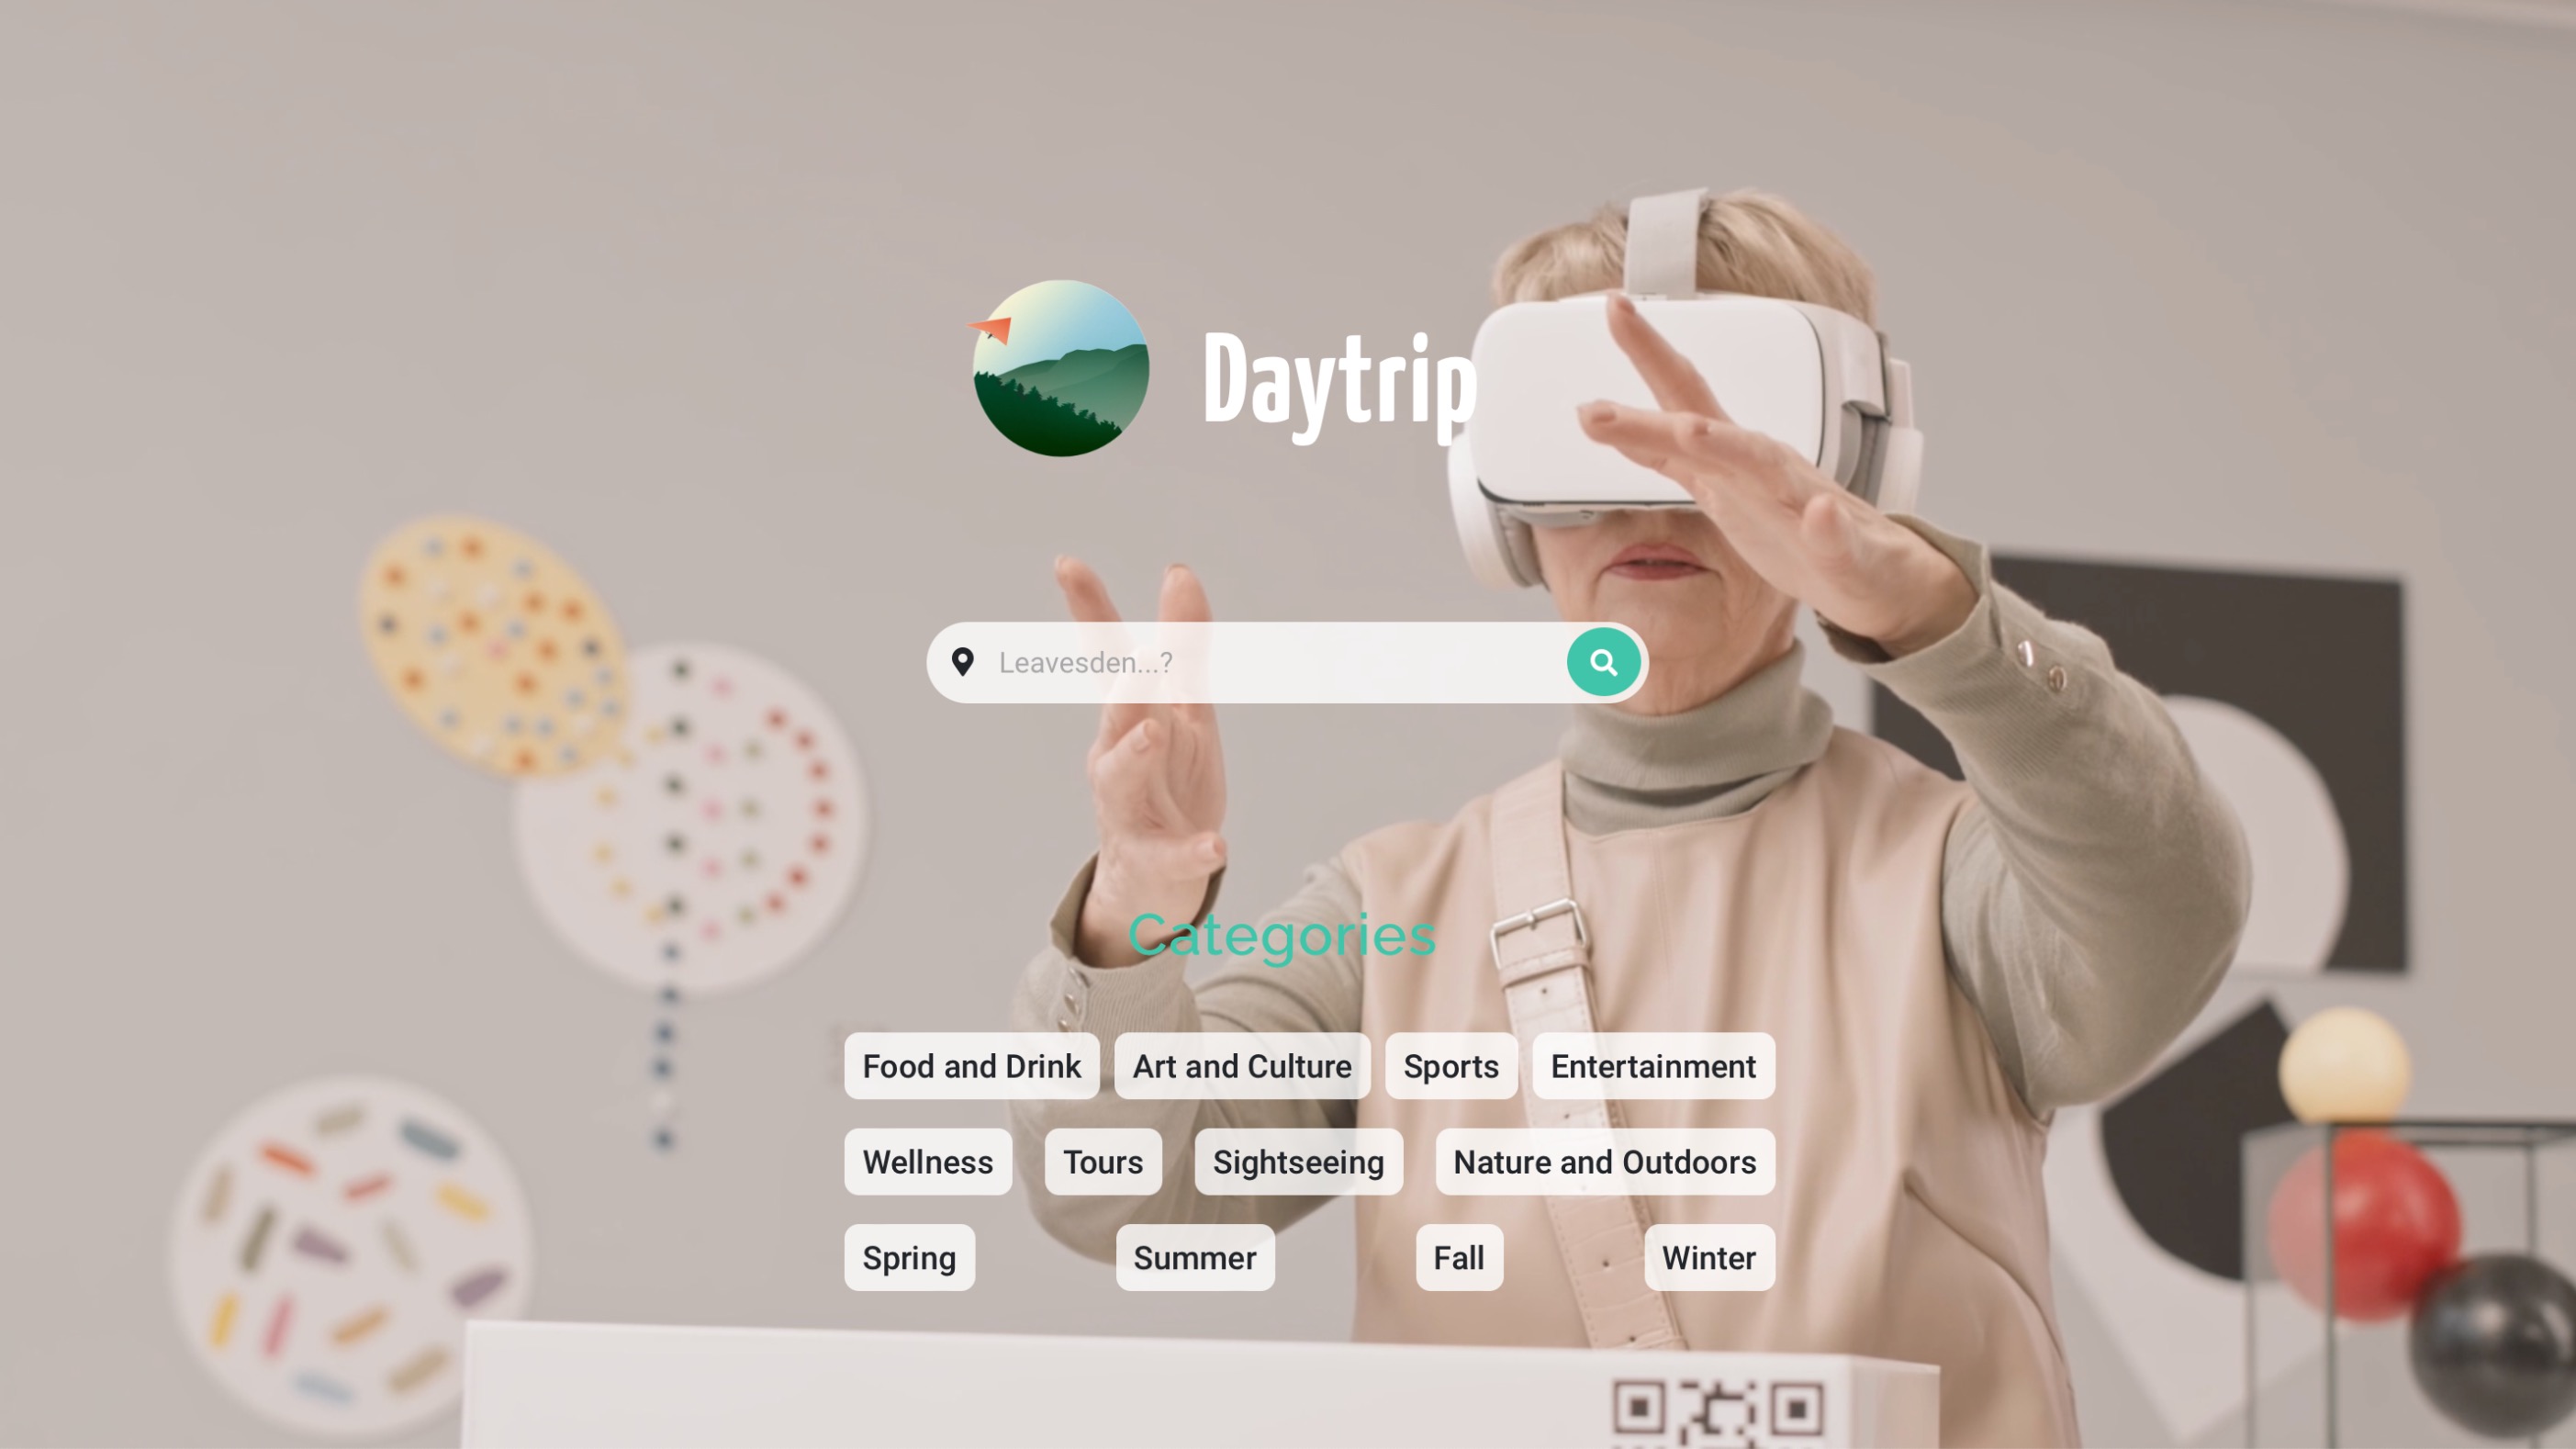 Daytrip
Leavesden...?
Categories
Food and Drink Art and Culture Sports Entertainment
Wellness Tours Sightseeing Nature and Outdoors
Spring Summer Fall Winter